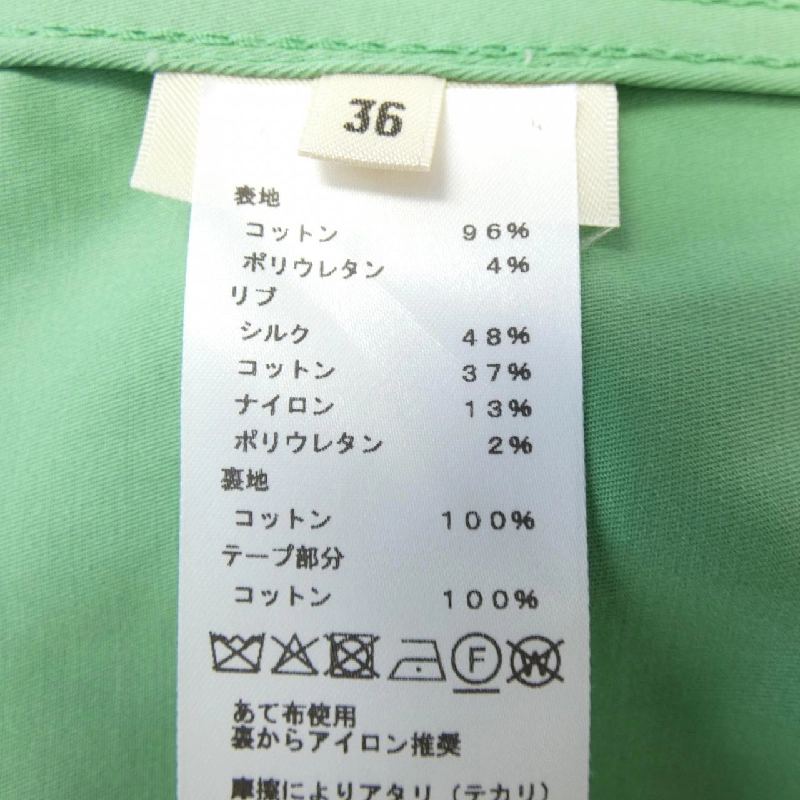 36
表地
コットン 96%
ポリウレタン 4%
リブ
シルク 48%
コットン 37%
ナイロン 13%
ポリウレタン 2%
裏地
コットン 100%
テープ部分
コットン 100%
F W
あて布使用
裏からアイロン推奨
摩擦によりアタリ(テカリ)